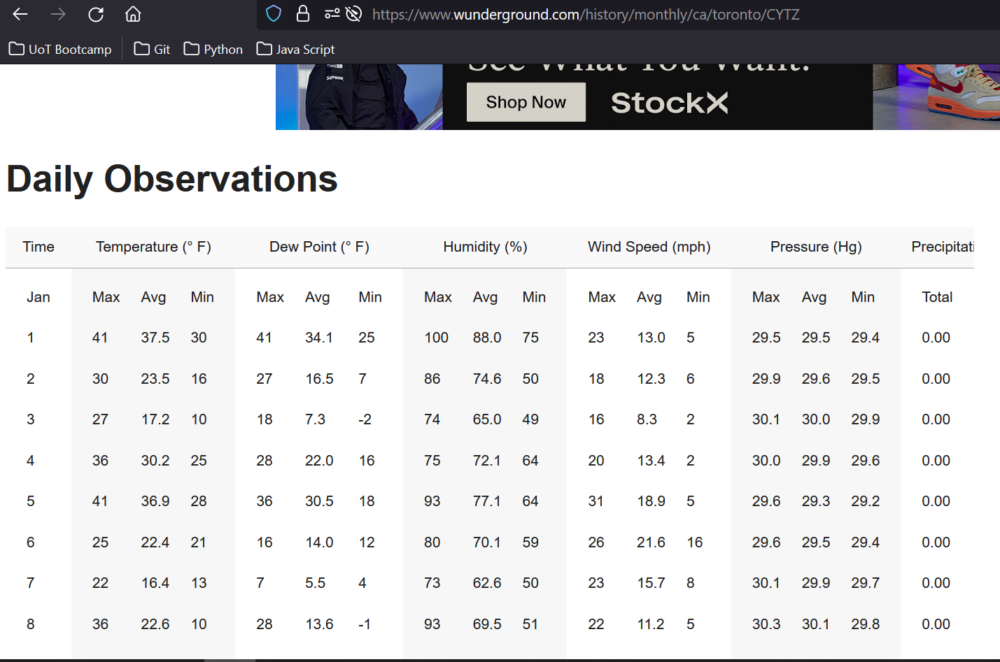 https://www.wunderground.com/history/monthly/ca/toronto/CYTZ
UoT Bootcamp Git Python Java Script
Supreme.
See What You Want.
Shop Now StockX
Daily Observations
Time Temperature (° F) Dew Point (° F) Humidity (%) Wind Speed (mph) Pressure (Hg) Precipitati
Jan Max Avg Min Max Avg Min Max Avg Min Max Avg Min Max Avg Min Total
1 41 37.5 30 41 34.1 25 100 88.0 75 23 13.0 5 29.5 29.5 29.4 0.00
2 30 23.5 16 27 16.5 7 86 74.6 50 18 12.3 6 29.9 29.6 29.5 0.00
3 27 17.2 10 18 7.3 -2 74 65.0 49 16 8.3 2 30.1 30.0 29.9 0.00
4 36 30.2 25 28 22.0 16 75 72.1 64 20 13.4 2 30.0 29.9 29.6 0.00
5 41 36.9 28 36 30.5 18 93 77.1 64 31 18.9 5 29.6 29.3 29.2 0.00
6 25 22.4 21 16 14.0 12 80 70.1 59 26 21.6 16 29.6 29.5 29.4 0.00
7 22 16.4 13 7 5.5 4 73 62.6 50 23 15.7 8 30.1 29.9 29.7 0.00
8 36 22.6 10 28 13.6 -1 93 69.5 51 22 11.2 5 30.3 30.1 29.8 0.00